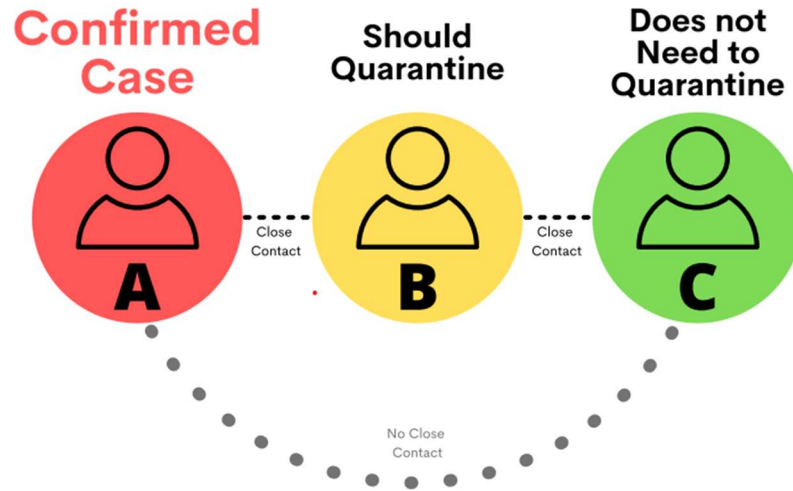 Confirmed
Case
Should
Quarantine
Does not
Need to
Quarantine
Close
Contact
Close
Contact
A
B
C
No Close
Contact